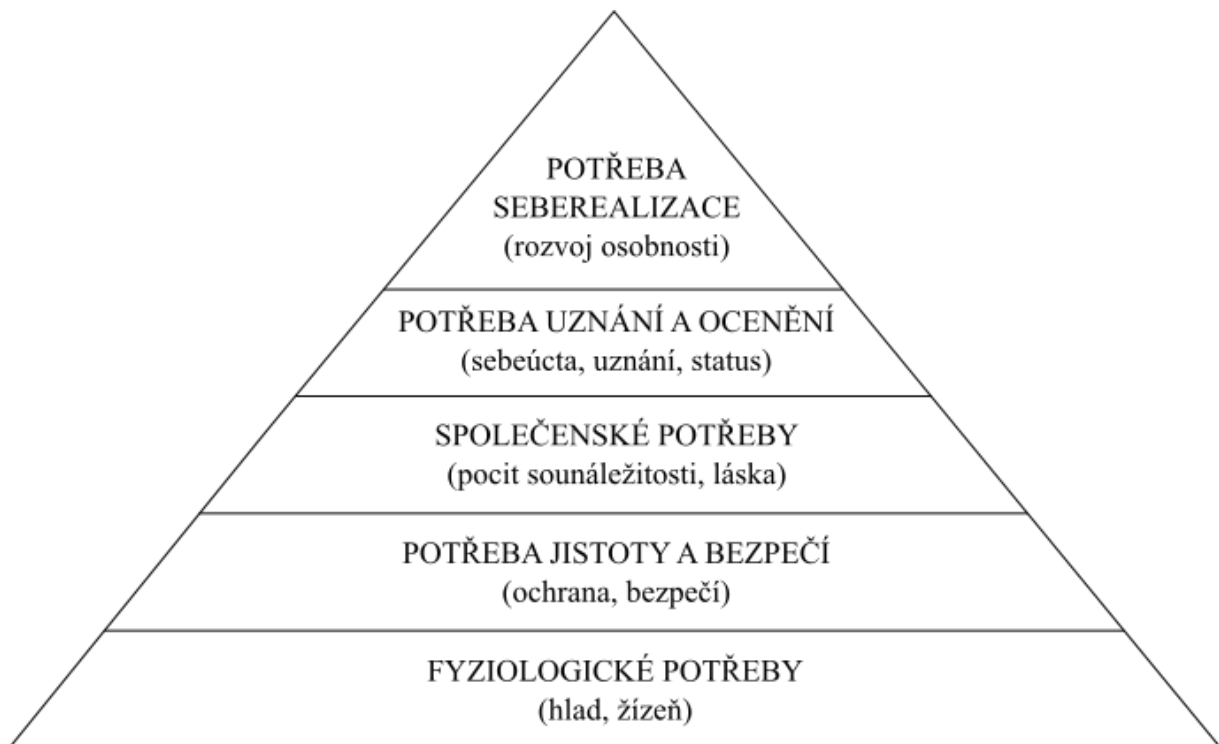 POTŘEBA
SEBEREALIZACE
(rozvoj osobnosti)
POTŘEBA UZNÁNÍ A OCENĚNÍ
(sebeúcta, uznání, status)
SPOLEČENSKÉ POTŘEBY
(pocit sounáležitosti, láska)
POTŘEBA JISTOTY A BEZPEČÍ
(ochrana, bezpečí)
FYZIOLOGICKÉ POTŘEBY
(hlad, žízeň)